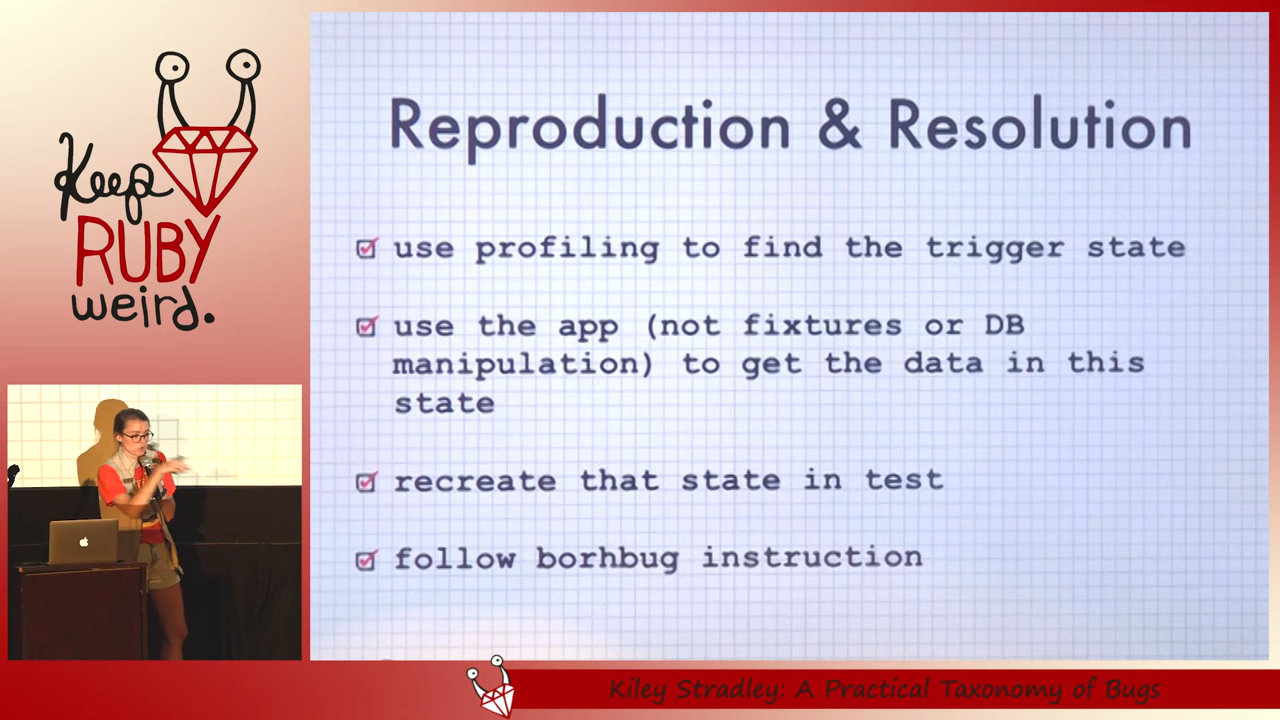 Keep
RUBY
weird.
Reproduction & Resolution
use profiling to find the trigger state
use the app (not fixtures or DB
manipulation) to get the data in this
state
recreate that state in test
follow borhbug instruction
Kiley Stradley: A Practical Taxonomy of Bugs